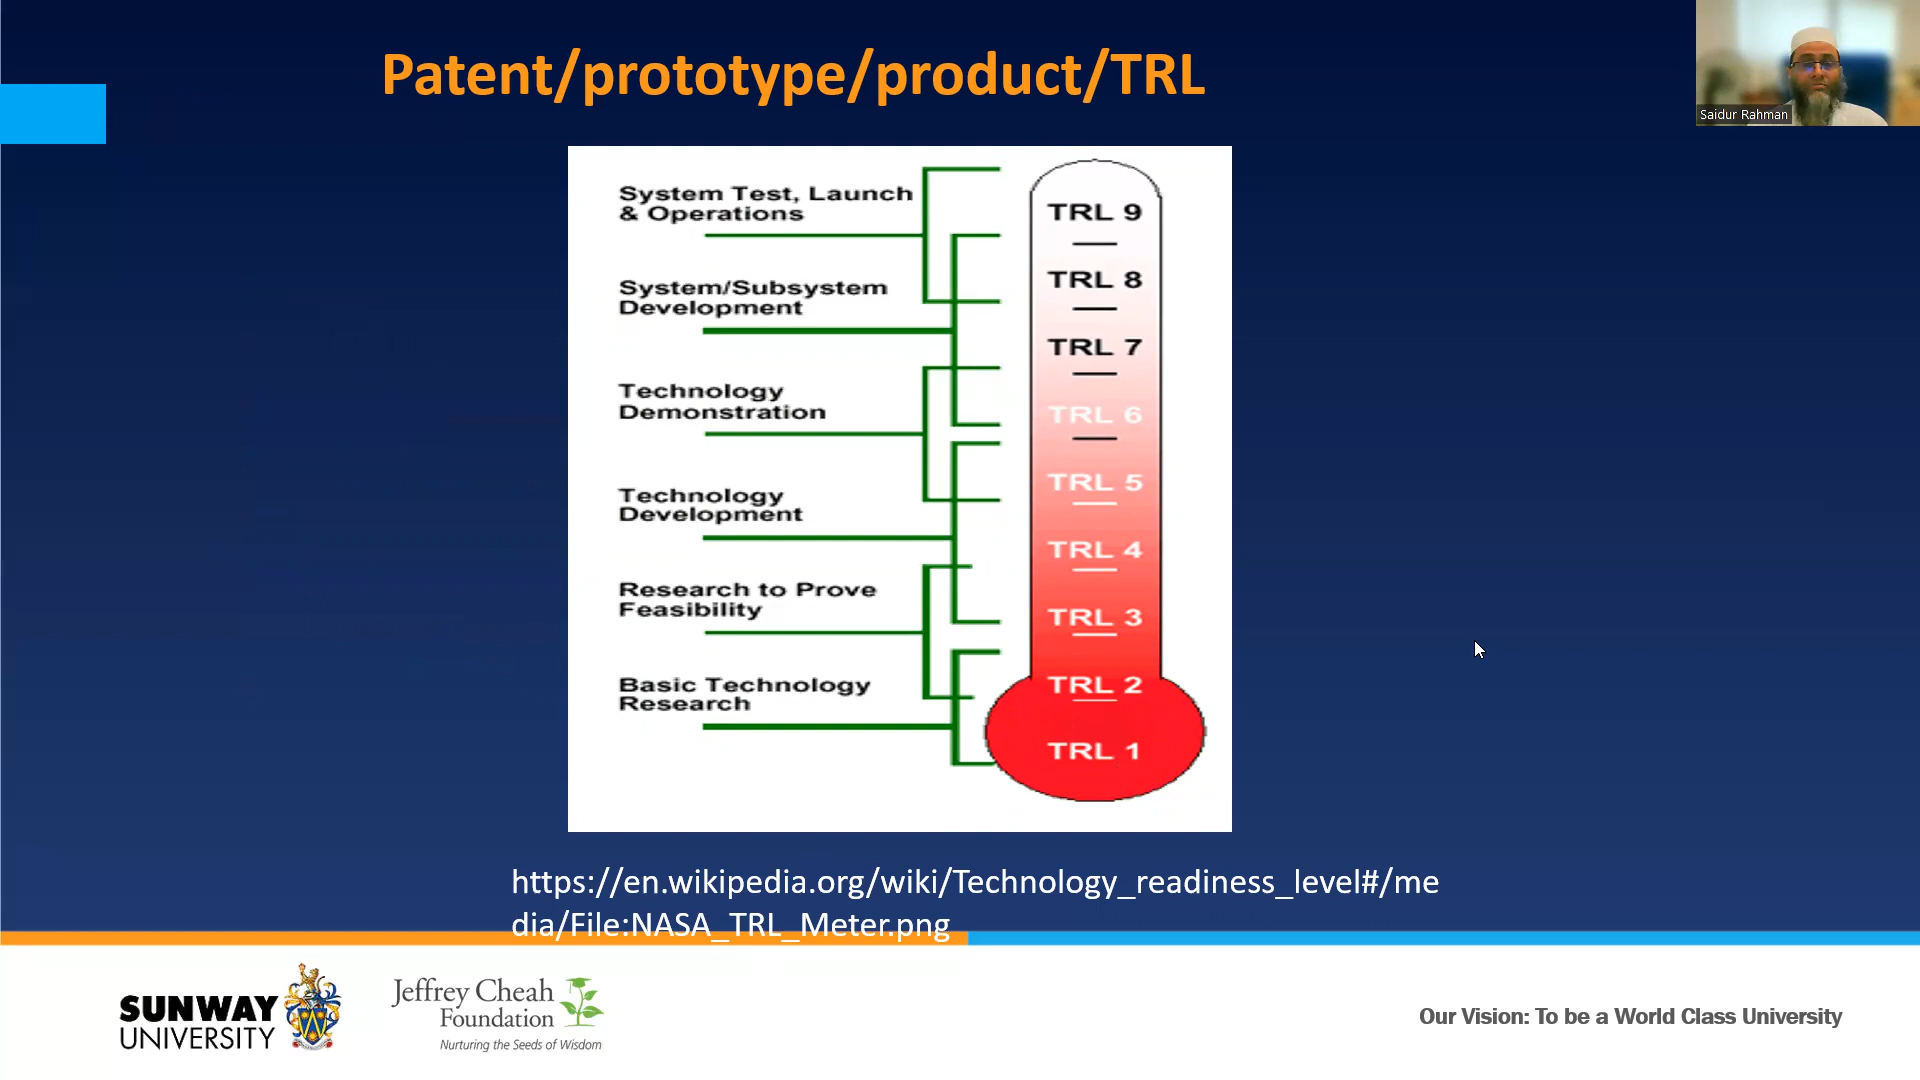 Patent/prototype/product/TRL
Saidur Rahman
System Test, Launch
& Operations
System/Subsystem
Development
Technology
Demonstration
Technology
Development
Research to Prove
Feasibility
Basic Technology
Research
TRL 9
TRL 8
TRL 7
TRL 6
TRL 5
TRL 4
TRL 3
TRL 2
TRL 1
https://en.wikipedia.org/wiki/Technology_readiness_level#/me
dia/File:NASA_TRL_Meter.png
SUNWAY
UNIVERSITY
Jeffrey Cheah
Foundation
Nurturing the Seeds of Wisdom
Our Vision: To be a World Class University